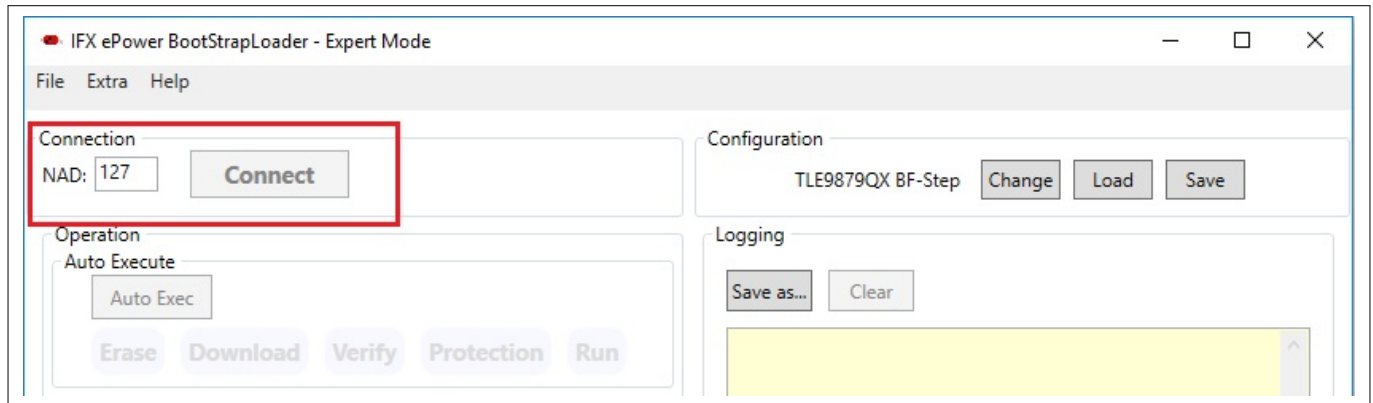 IFX ePower BootStrapLoader - Expert Mode
File Extra Help
Connection
NAD: 127 Connect
Configuration
TLE9879QX BF-Step Change Load Save
Operation
Auto Execute
Auto Exec
Erase Download Verify Protection Run
Logging
Save as... Clear